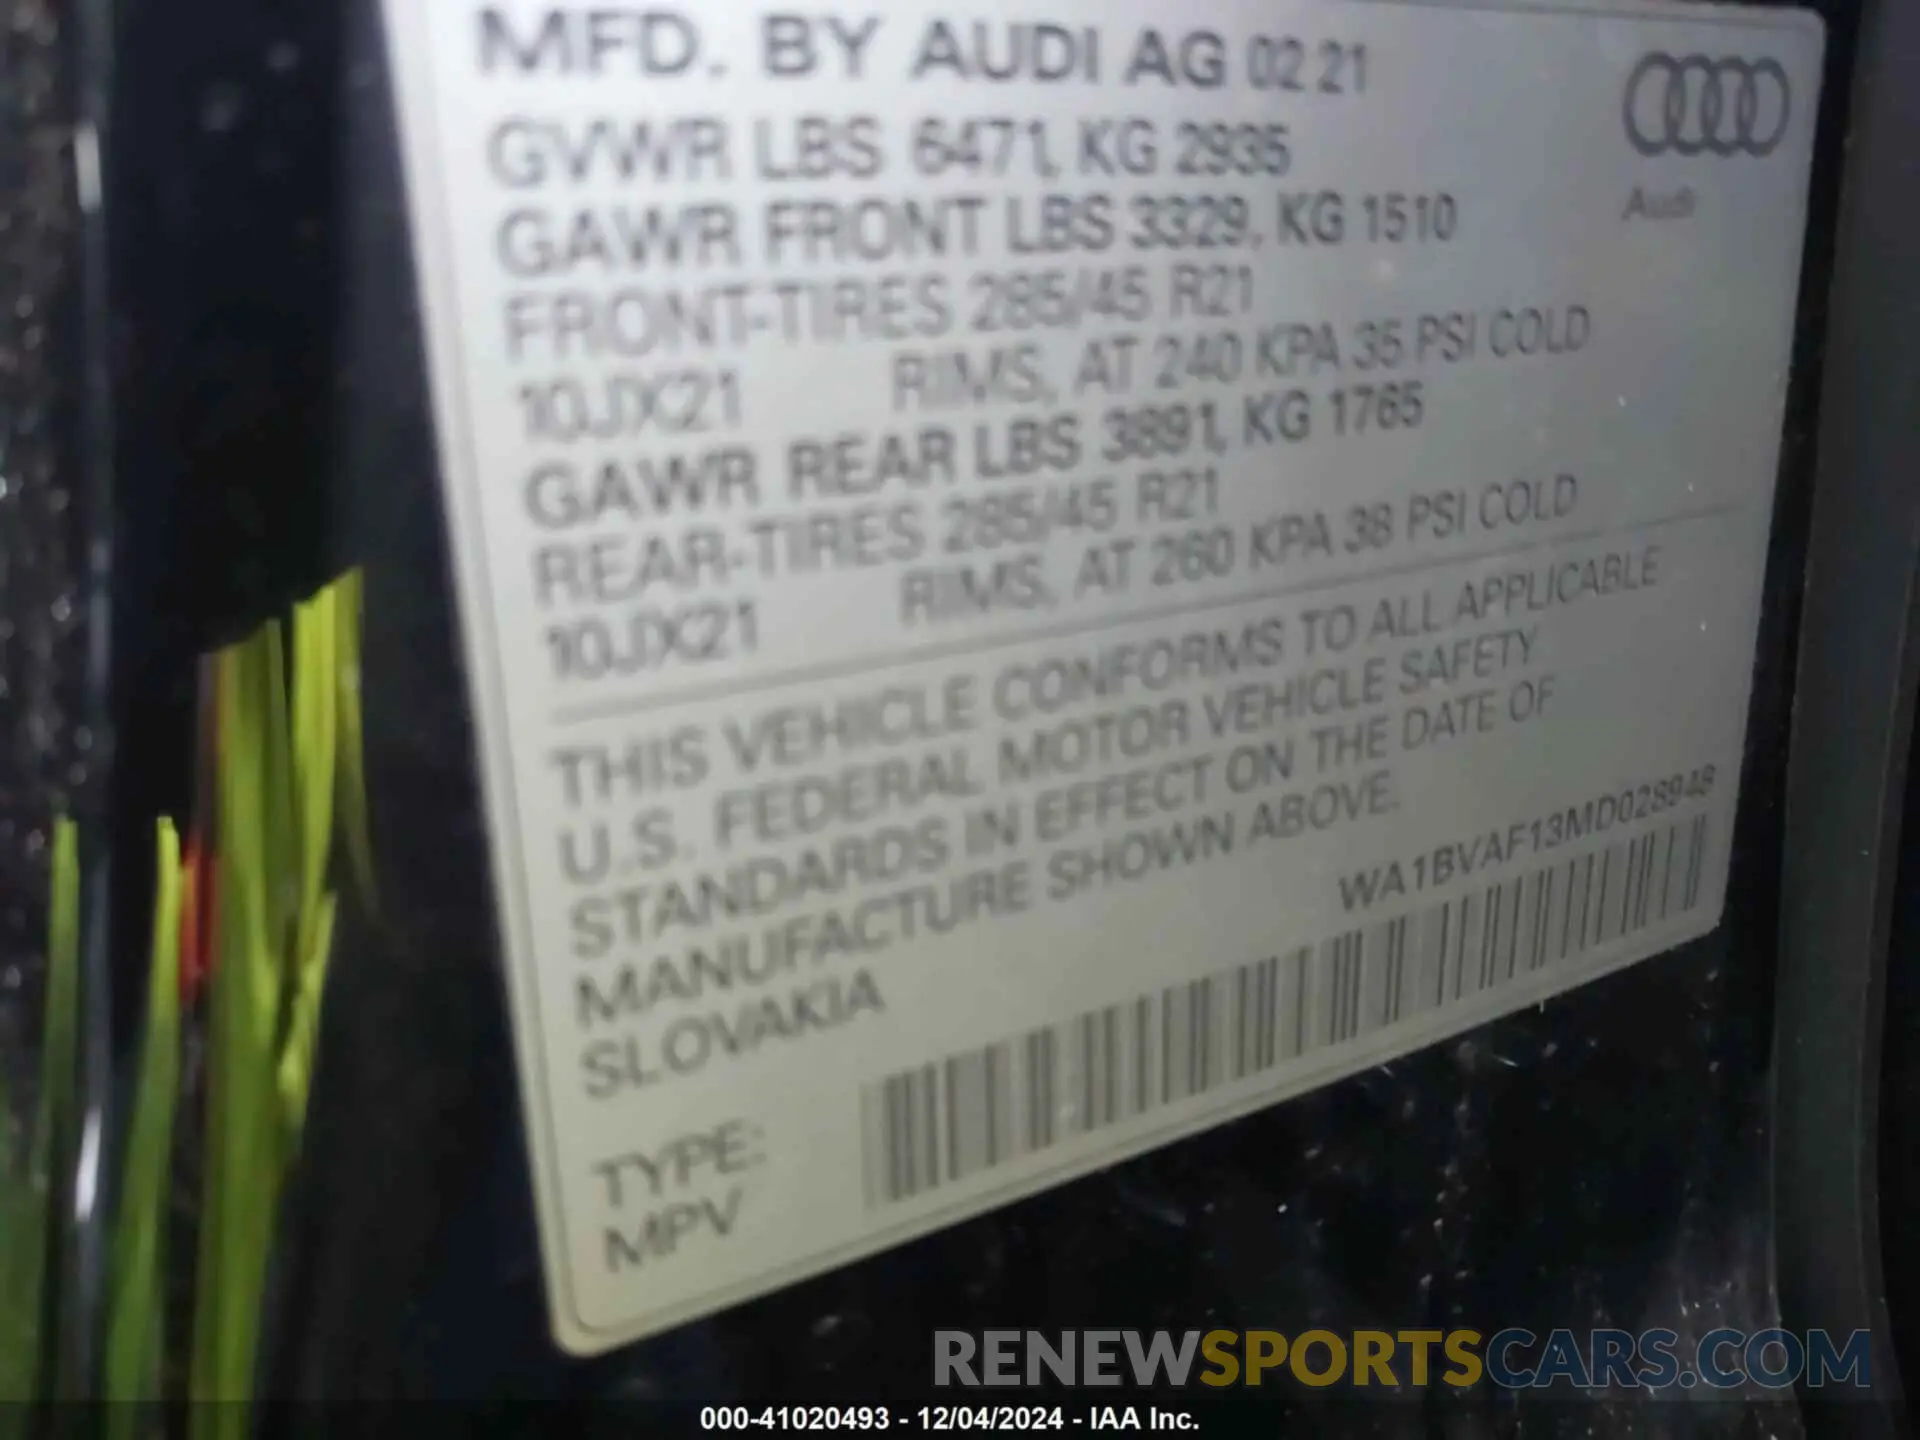 MFD. BY AUDI AG 02 21
GVWR LBS 6471, KG 2935
GAWR FRONT LBS 3329, KG 1510
FRONT-TIRES 285/45 R21
10JX21 RIMS, AT 240 KPA 35 PSI COLD
GAWR REAR LBS 3891, KG 1765
REAR-TIRES 285/45 R21
10JX21 RIMS, AT 260 KPA 38 PSI COLD
THIS VEHICLE CONFORMS TO ALL APPLICABLE
U.S. FEDERAL MOTOR VEHICLE SAFETY
STANDARDS IN EFFECT ON THE DATE OF
MANUFACTURE SHOWN ABOVE.
SLOVAKIA
WA1BVAF13MD028948
TYPE:
MPV
Audi
RENEWSPORTSCARS.COM
000-41020493 - 12/04/2024 - IAA Inc.